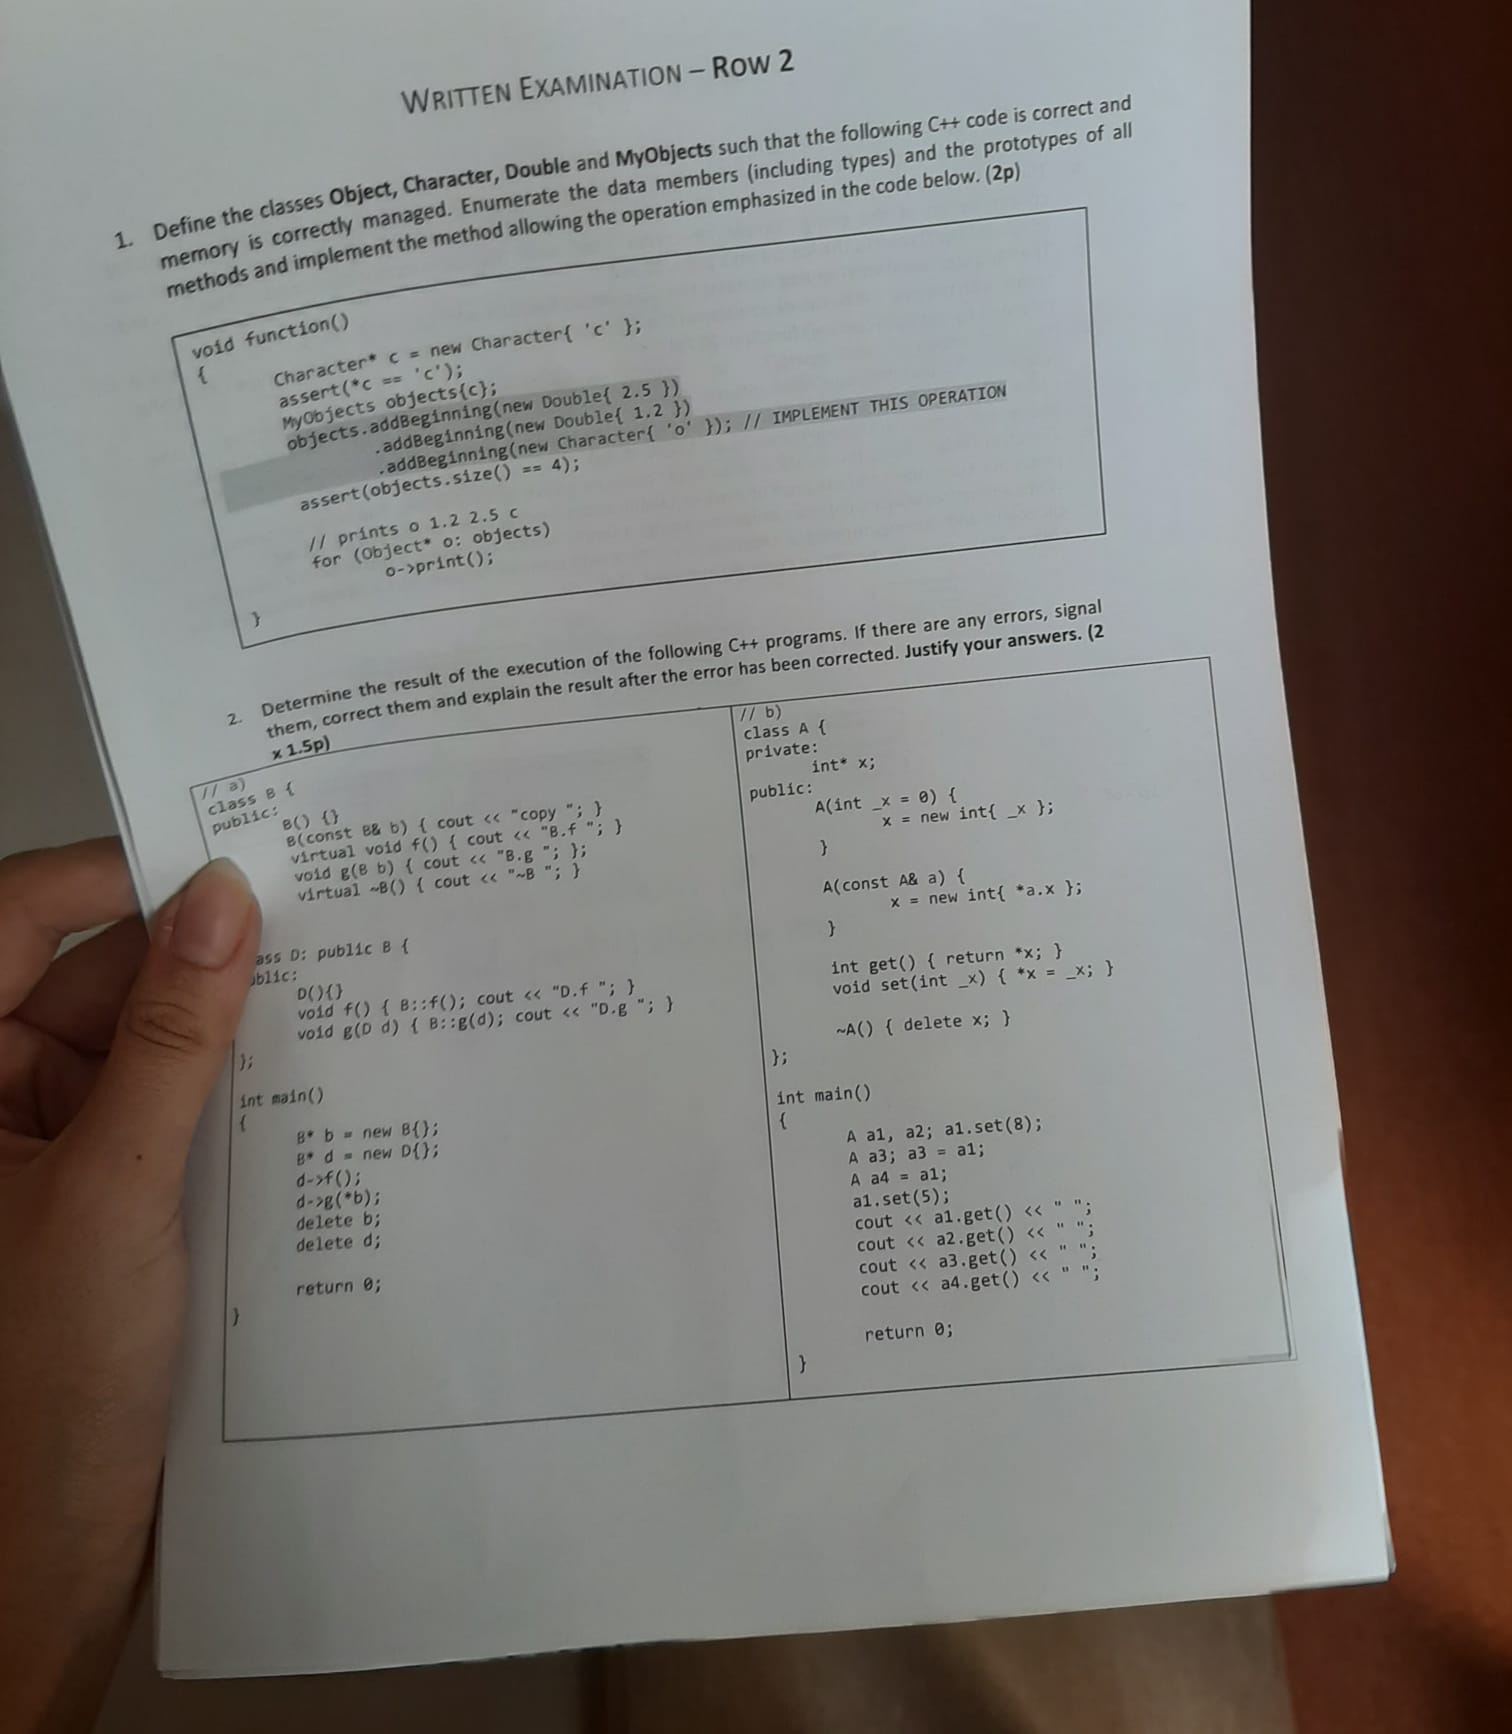 WRITTEN EXAMINATION – ROW 2
1. Define the classes Object, Character, Double and MyObjects such that the following C++ code is correct and
memory is correctly managed. Enumerate the data members (including types) and the prototypes of all
methods and implement the method allowing the operation emphasized in the code below. (2p)
void function()
{
Character* c = new Character{ 'c' };
assert(*c == 'c');
MyObjects objects{c};
objects.addBeginning(new Double{ 2.5 })
.addBeginning(new Double{ 1.2 })
.addBeginning(new Character{ 'o' }); // IMPLEMENT THIS OPERATION
assert(objects.size() == 4);
// prints o 1.2 2.5 c
for (Object* o: objects)
o->print();
}
2. Determine the result of the execution of the following C++ programs. If there are any errors, signal
them, correct them and explain the result after the error has been corrected. Justify your answers. (2
x 1.5p)
// a)
class B {
public:
B() {}
B(const B& b) { cout << "copy "; }
virtual void f() { cout << "B.f "; }
void g(B b) { cout << "B.g "; };
virtual ~B() { cout << "~B "; }
ass D: public B {
blic:
D(){}
void f() { B::f(); cout << "D.f "; }
void g(D d) { B::g(d); cout << "D.g "; }
};
int main()
{
B* b = new B{};
B* d = new D{};
d->f();
d->g(*b);
delete b;
delete d;
return 0;
}
// b)
class A {
private:
int* x;
public:
A(int _x = 0) {
x = new int{ _x };
}
A(const A& a) {
x = new int{ *a.x };
}
int get() { return *x; }
void set(int _x) { *x = _x; }
~A() { delete x; }
};
int main()
{
A a1, a2; a1.set(8);
A a3; a3 = a1;
A a4 = a1;
a1.set(5);
cout << a1.get() << " ";
cout << a2.get() << " ";
cout << a3.get() << " ";
cout << a4.get() << " ";
return 0;
}